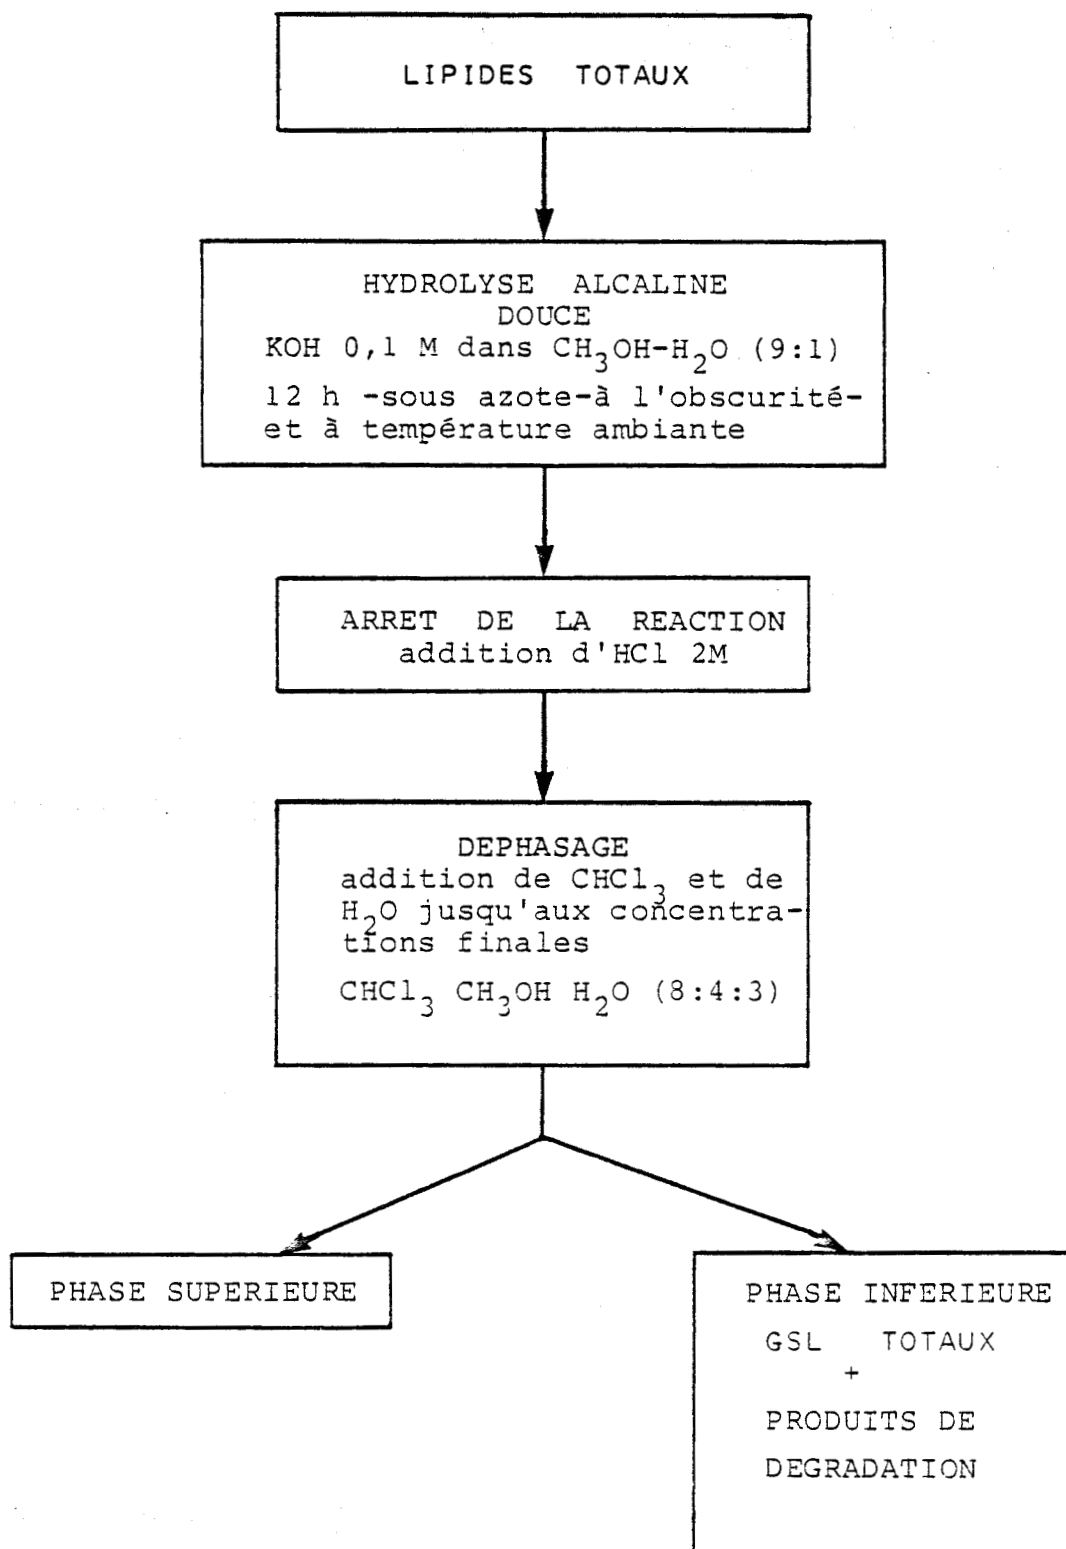 LIPIDES TOTAUX
HYDROLYSE ALCALINE
DOUCE
KOH 0,1 M dans CH₃OH-H₂O (9:1)
12 h -sous azote-à l'obscurité-
et à température ambiante
ARRET DE LA REACTION
addition d'HCl 2M
DEPHASAGE
addition de CHCl₃ et de
H₂O jusqu'aux concentra-
tions finales
CHCl₃ CH₃OH H₂O (8:4:3)
PHASE SUPERIEURE
PHASE INFERIEURE
GSL TOTAUX
+
PRODUITS DE
DEGRADATION